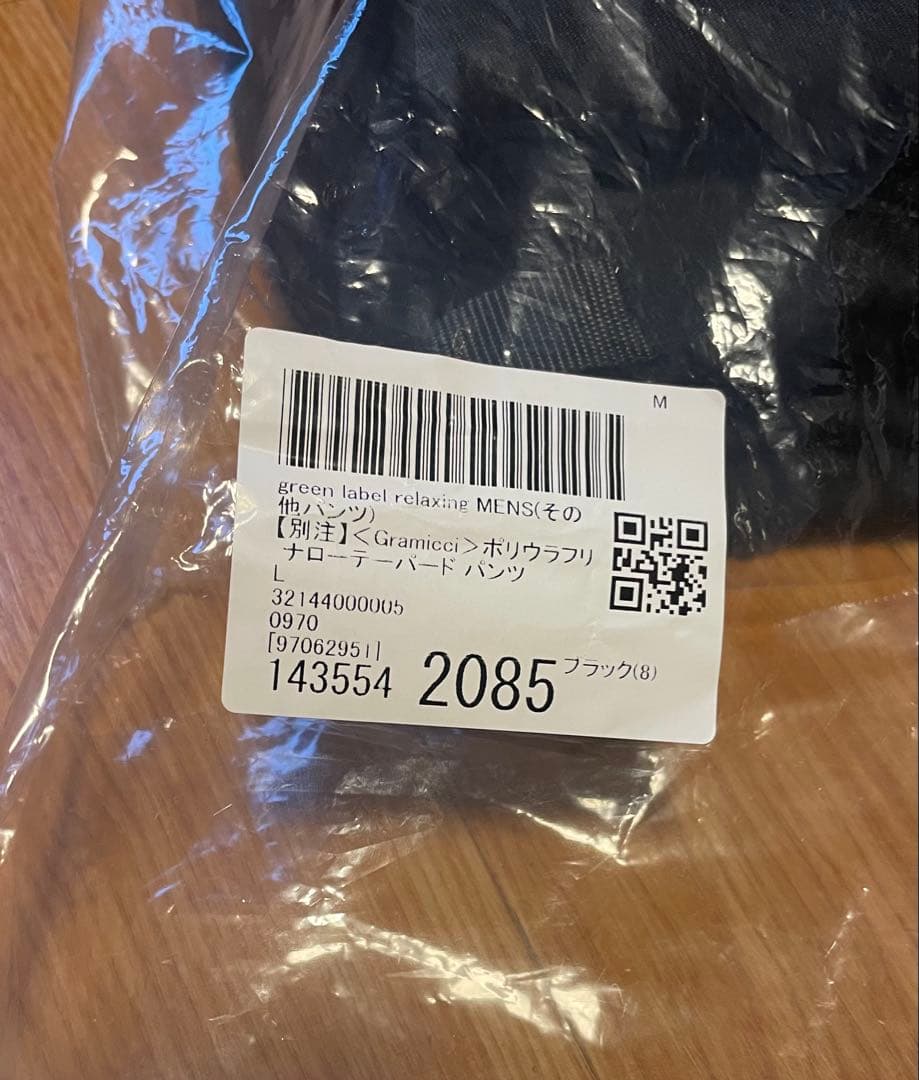 M
green label relaxing MENS(その
他パンツ)
【別注】＜Gramicci＞ポリウラフリ
ナローテーパード パンツ
L
32144000005
0970
[97062951]
143554 2085 ブラック(8)